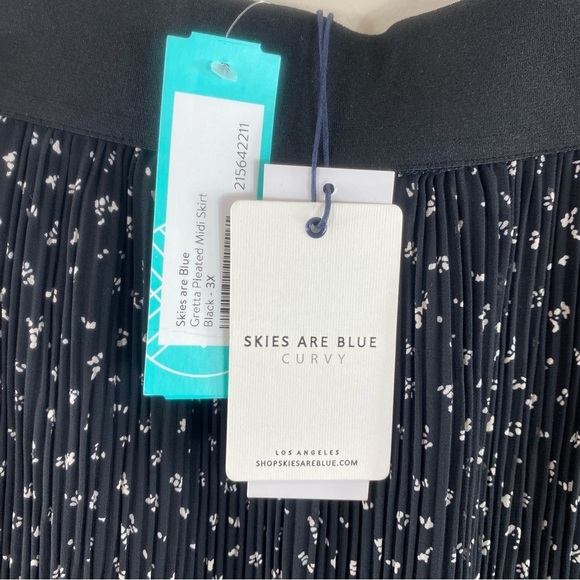 Skies are Blue
Gretta Pleated Midi Skirt
Black - 3X
215642211
SKIES ARE BLUE
CURVY
LOS ANGELES
SHOPSKIESAREBLUE.COM